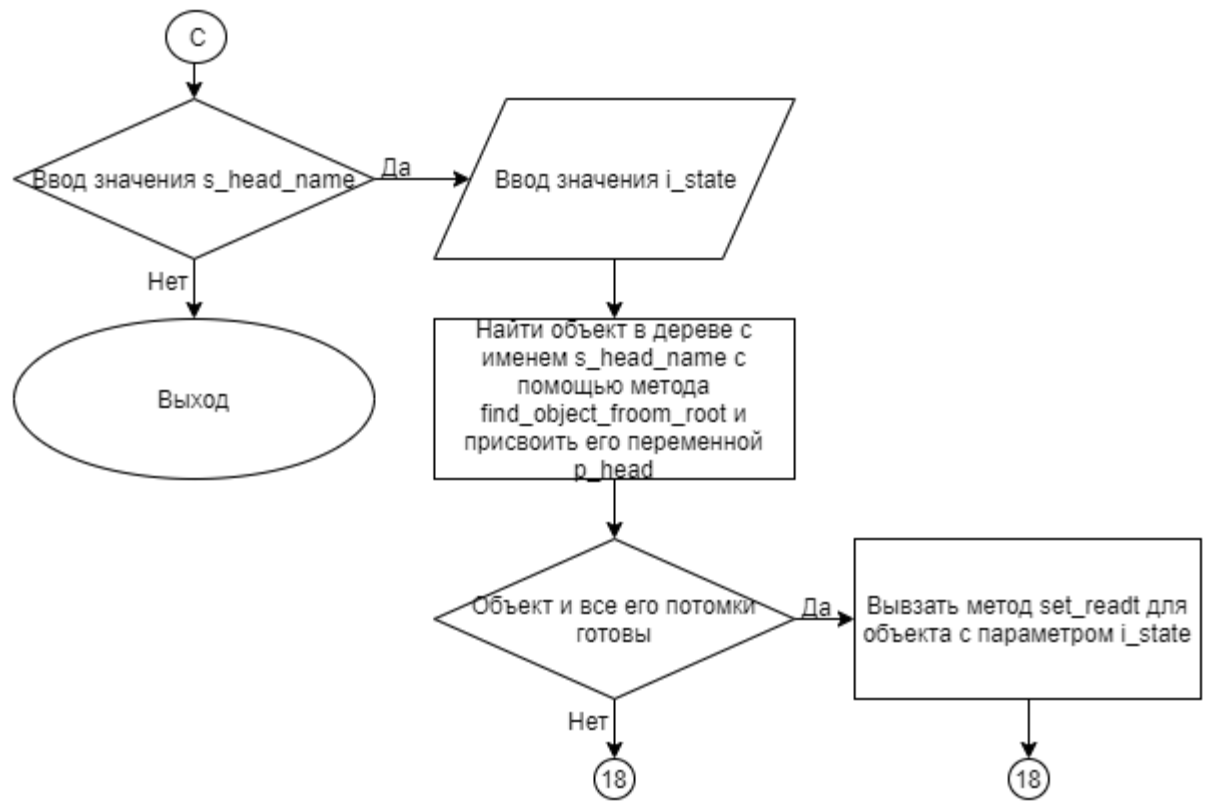 С
Ввод значения s_head_name
Да
Ввод значения i_state
Нет
Выход
Найти объект в дереве с
именем s_head_name с
помощью метода
find_object_froom_root и
присвоить его переменной
p_head
Объект и все его потомки
готовы
Да
Вывзать метод set_readt для
объекта с параметром i_state
Нет
18
18